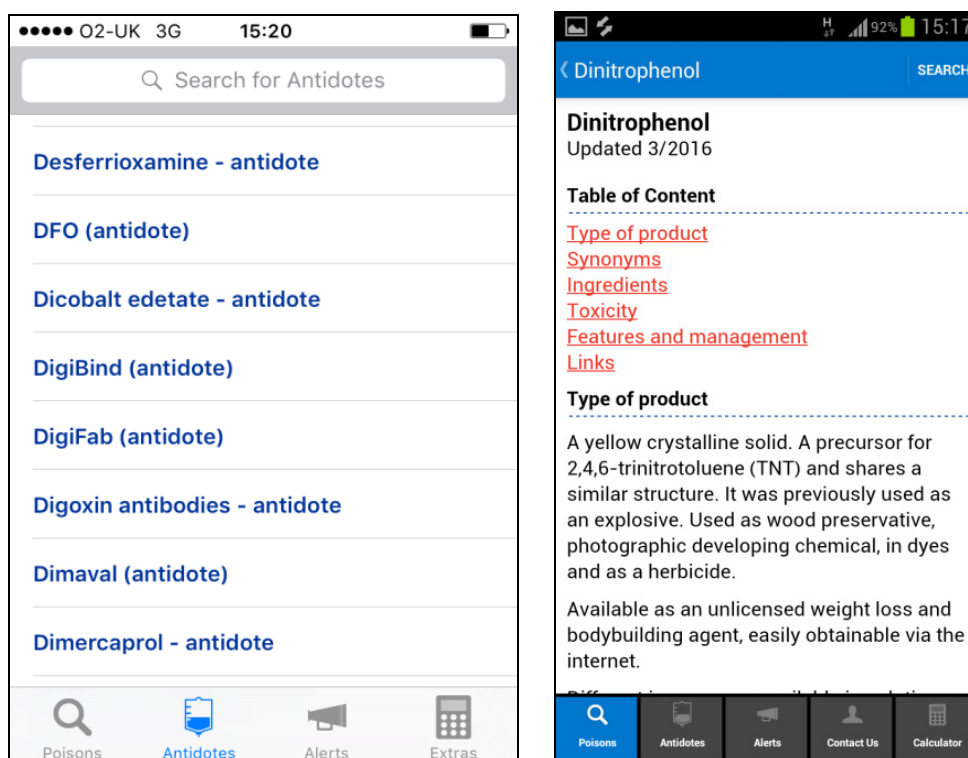 O2-UK 3G 15:20
Search for Antidotes
Desferrioxamine - antidote
DFO (antidote)
Dicobalt edetate - antidote
DigiBind (antidote)
DigiFab (antidote)
Digoxin antibodies - antidote
Dimaval (antidote)
Dimercaprol - antidote
Poisons Antidotes Alerts Extras
H 92% 15:17
Dinitrophenol SEARCH
Dinitrophenol
Updated 3/2016
Table of Content
Type of product
Synonyms
Ingredients
Toxicity
Features and management
Links
Type of product
A yellow crystalline solid. A precursor for
2,4,6-trinitrotoluene (TNT) and shares a
similar structure. It was previously used as
an explosive. Used as wood preservative,
photographic developing chemical, in dyes
and as a herbicide.
Available as an unlicensed weight loss and
bodybuilding agent, easily obtainable via the
internet.
Poisons Antidotes Alerts Contact Us Calculator